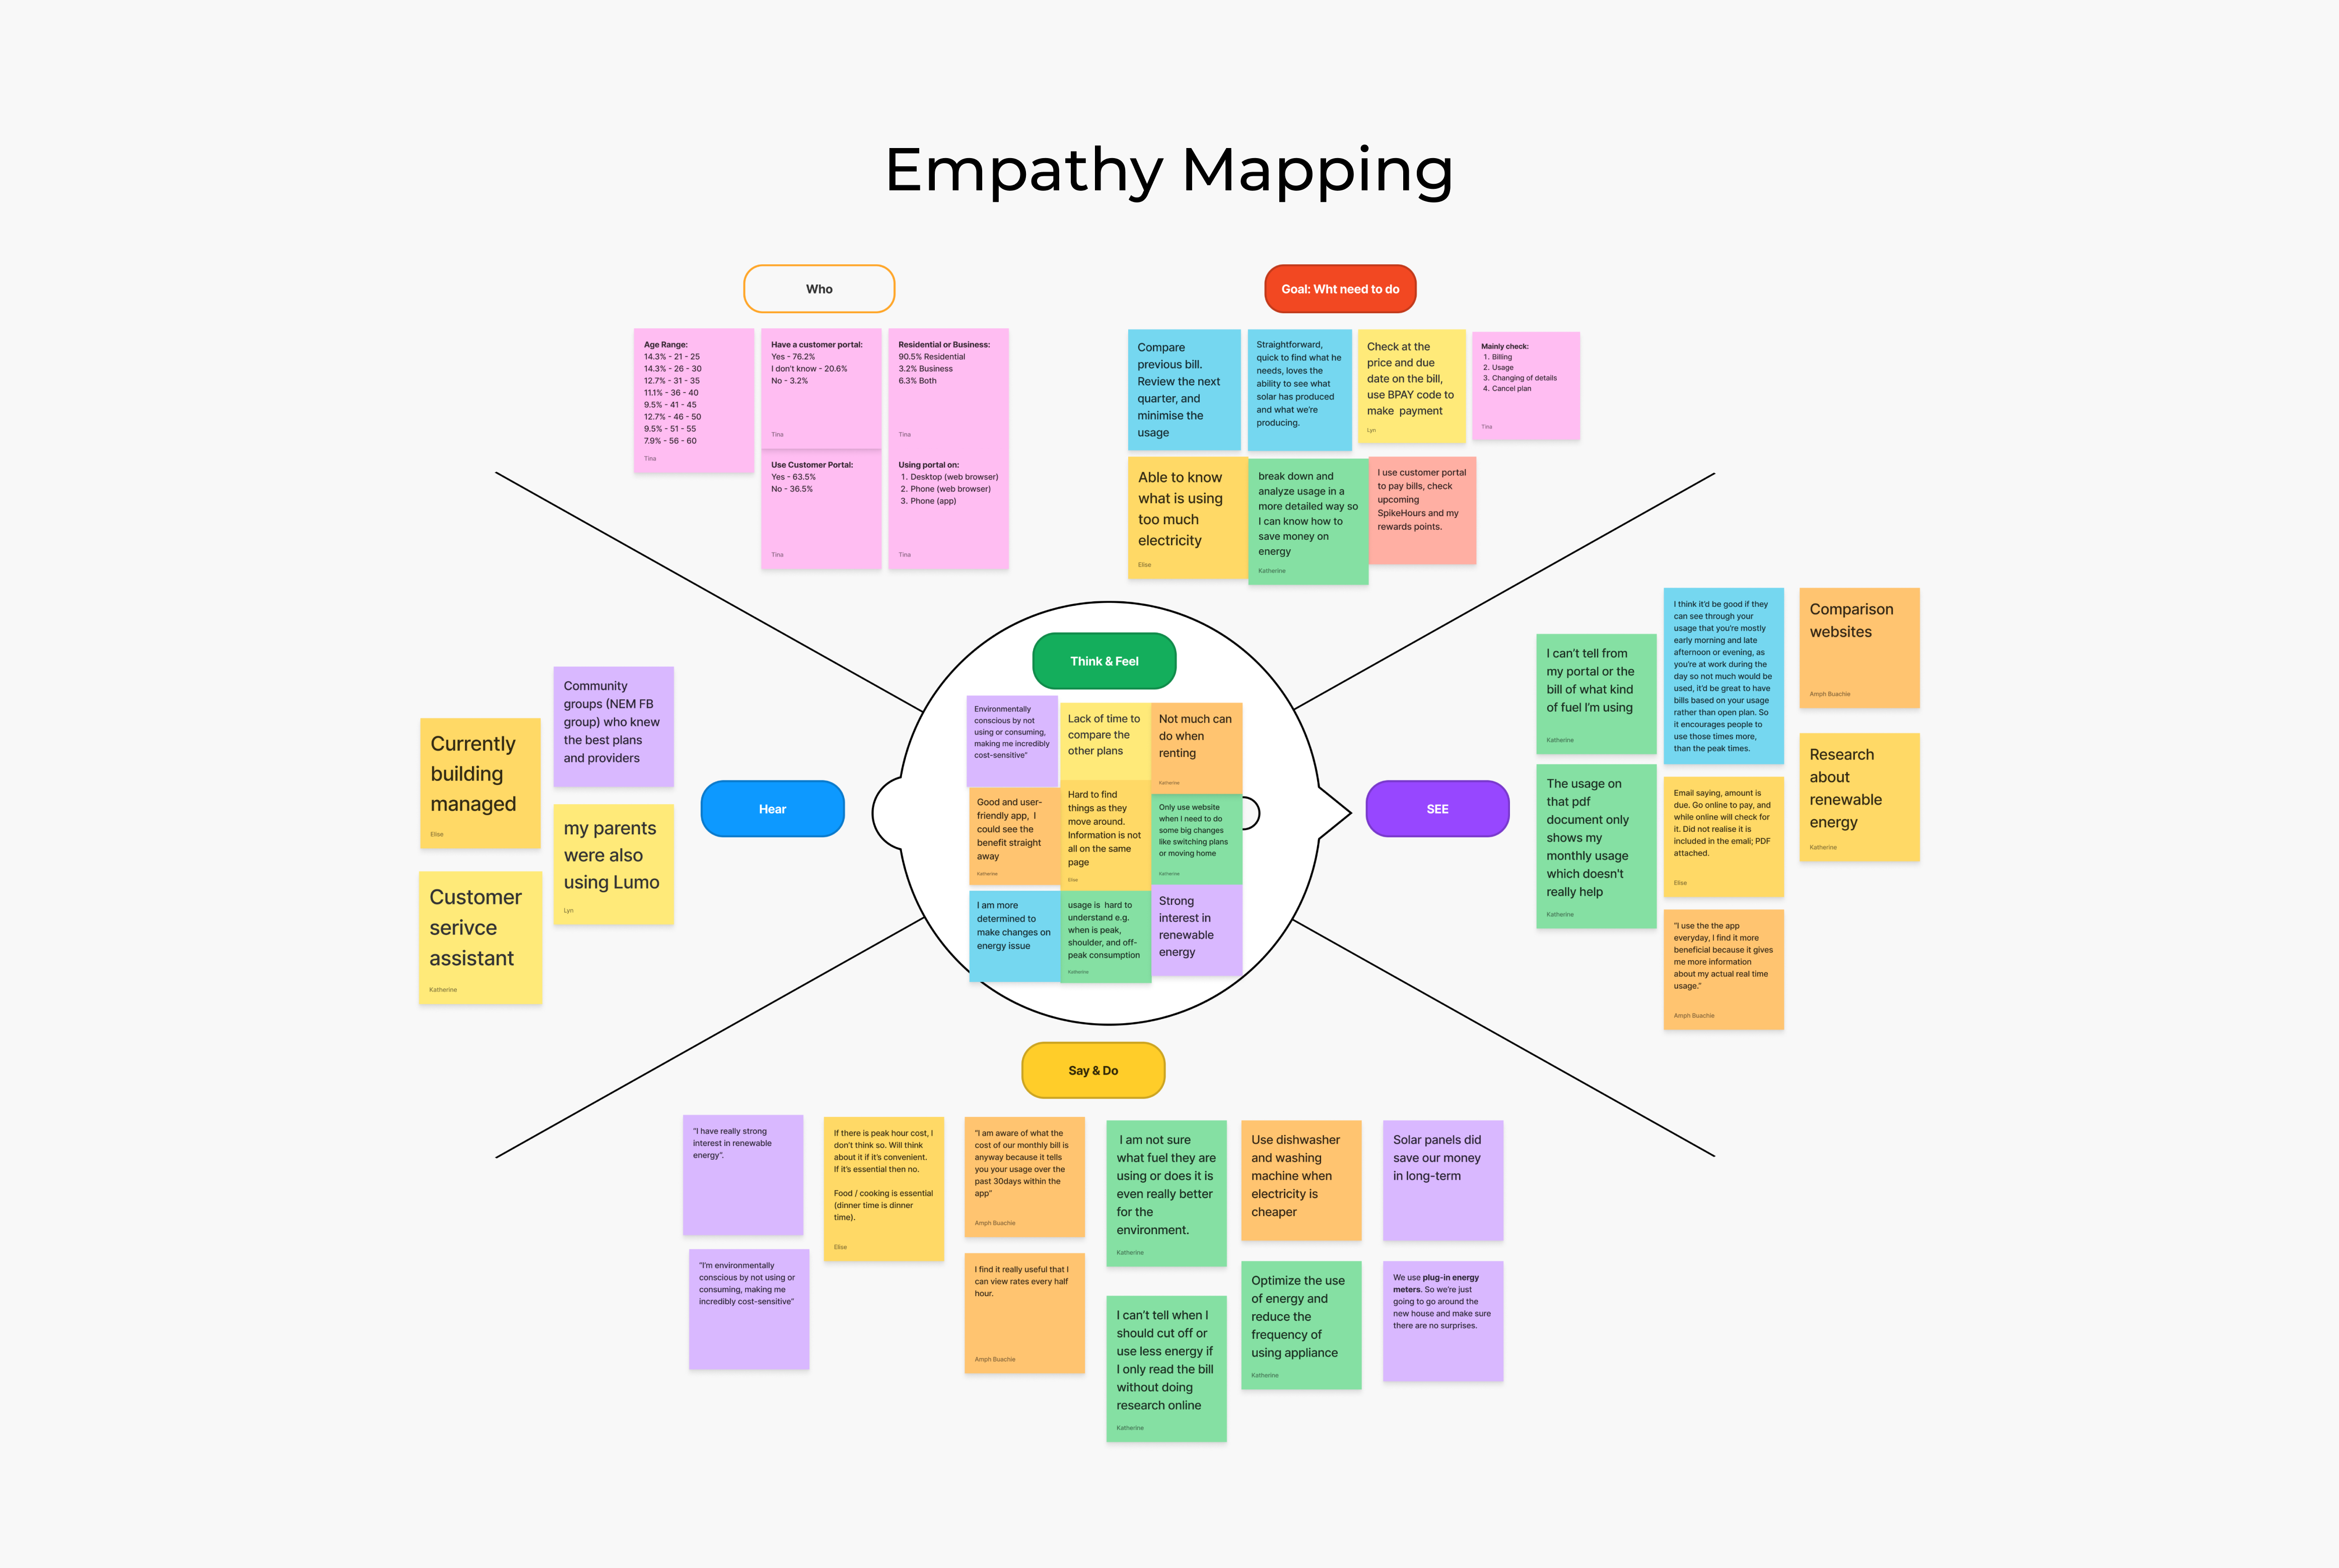 Empathy Mapping
Who
Age Range:
14.3% - 21 - 25
14.3% - 26 - 30
12.7% - 31 - 35
11.1% - 36 - 40
9.5% - 41 - 45
12.7% - 46 - 50
9.5% - 51 - 55
7.9% - 56 - 60
Tina
Have a customer portal:
Yes - 76.2%
I don't know - 20.6%
No - 3.2%
Tina
Residential or Business:
90.5% Residential
3.2% Business
6.3% Both
Tina
Use Customer Portal:
Yes - 63.5%
No - 36.5%
Tina
Using portal on:
1. Desktop (web browser)
2. Phone (web browser)
3. Phone (app)
Tina
Goal: Wht need to do
Compare
previous bill.
Review the next
quarter, and
minimise the
usage
Straightforward,
quick to find what he
needs, loves the
ability to see what
solar has produced
and what we're
producing.
Check at the
price and due
date on the bill,
use BPAY code to
make payment
Lyn
Mainly check:
1. Billing
2. Usage
3. Changing of details
4. Cancel plan
Tina
Able to know
what is using
too much
electricity
Elise
break down and
analyze usage in a
more detailed way so
I can know how to
save money on
energy
Katherine
I use customer portal
to pay bills, check
upcoming
SpikeHours and my
rewards points.
Hear
Currently
building
managed
Elise
Community
groups (NEM FB
group) who knew
the best plans
and providers
my parents
were also
using Lumo
Lyn
Customer
serivce
assistant
Katherine
Think & Feel
Environmentally
conscious by not
using or consuming,
making me incredibly
cost-sensitive"
Lack of time to
compare the
other plans
Not much can
do when
renting
Katherine
Good and user-
friendly app, I
could see the
benefit straight
away
Katherine
Hard to find
things as they
move around.
Information is not
all on the same
page
Elise
Only use website
when I need to do
some big changes
like switching plans
or moving home
Katherine
I am more
determined to
make changes on
energy issue
usage is hard to
understand e.g.
when is peak,
shoulder, and off-
peak consumption
Katherine
Strong
interest in
renewable
energy
SEE
I can't tell from
my portal or the
bill of what kind
of fuel I'm using
Katherine
I think it'd be good if they
can see through your
usage that you're mostly
early morning and late
afternoon or evening, as
you're at work during the
day so not much would be
used, it'd be great to have
bills based on your usage
rather than open plan. So
it encourages people to
use those times more,
than the peak times.
Comparison
websites
Amph Buachie
The usage on
that pdf
document only
shows my
monthly usage
which doesn't
really help
Katherine
Email saying, amount is
due. Go online to pay, and
while online will check for
it. Did not realise it is
included in the emali; PDF
attached.
Elise
Research
about
renewable
energy
Katherine
"I use the the app
everyday, I find it more
beneficial because it gives
me more information
about my actual real time
usage."
Amph Buachie
Say & Do
"I have really strong
interest in renewable
energy".
If there is peak hour cost, I
don't think so. Will think
about it if it's convenient.
If it's essential then no.
Food / cooking is essential
(dinner time is dinner
time).
Elise
"I am aware of what the
cost of our monthly bill is
anyway because it tells
you your usage over the
past 30days within the
app"
Amph Buachie
I am not sure
what fuel they are
using or does it is
even really better
for the
environment.
Katherine
Use dishwasher
and washing
machine when
electricity is
cheaper
Solar panels did
save our money
in long-term
"I'm environmentally
conscious by not using or
consuming, making me
incredibly cost-sensitive"
I find it really useful that I
can view rates every half
hour.
Amph Buachie
I can't tell when I
should cut off or
use less energy if
I only read the bill
without doing
research online
Katherine
Optimize the use
of energy and
reduce the
frequency of
using appliance
Katherine
We use plug-in energy
meters. So we're just
going to go around the
new house and make sure
there are no surprises.